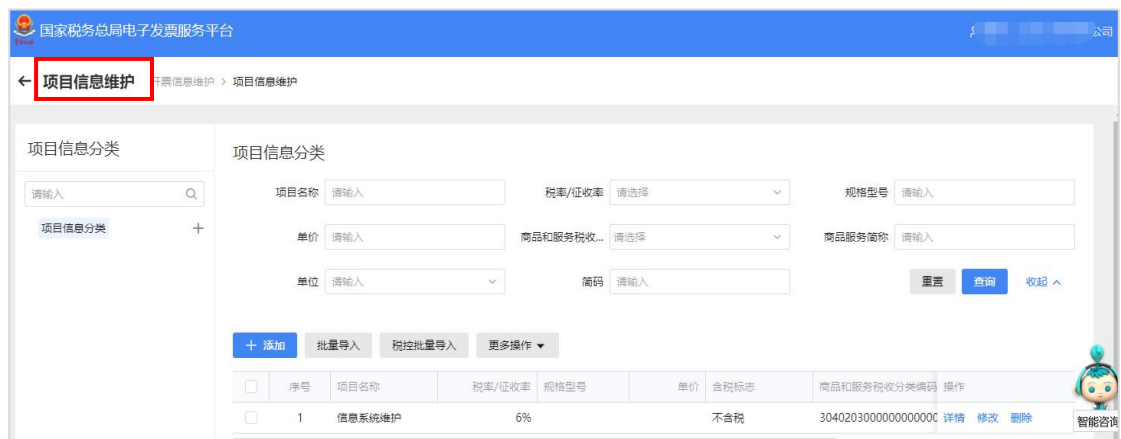 国家税务总局电子发票服务平台
公司
← 项目信息维护 开票信息维护 > 项目信息维护
项目信息分类
请输入
项目信息分类 +
项目信息分类
项目名称 请输入 税率/征收率 请选择 规格型号 请输入
单价 请输入 商品和服务税收... 请选择 商品服务简称 请输入
单位 请输入 简码 请输入 重置 查询 收起
+ 添加 批量导入 税控批量导入 更多操作
序号 项目名称 税率/征收率 规格型号 单价 含税标志 商品和服务税收分类编码 操作
1 信息系统维护 6% 不含税 3040203000000000000 详情 修改 删除
智能咨询